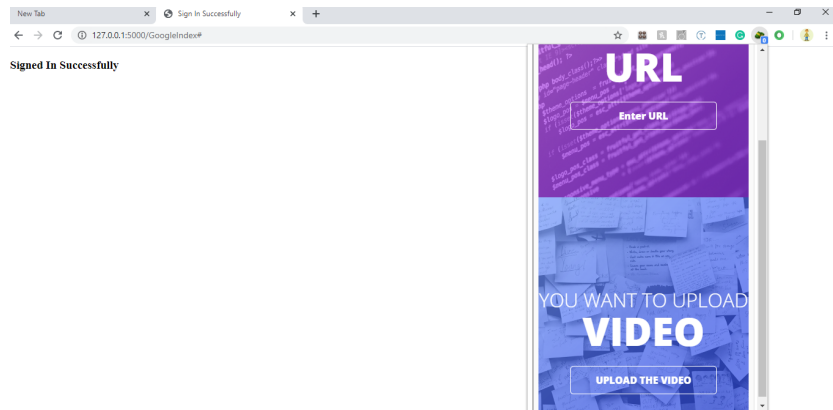 New Tab
Sign In Successfully
127.0.0.1:5000/GoogleIndex#
Signed In Successfully
URL
Enter URL
YOU WANT TO UPLOAD
VIDEO
UPLOAD THE VIDEO